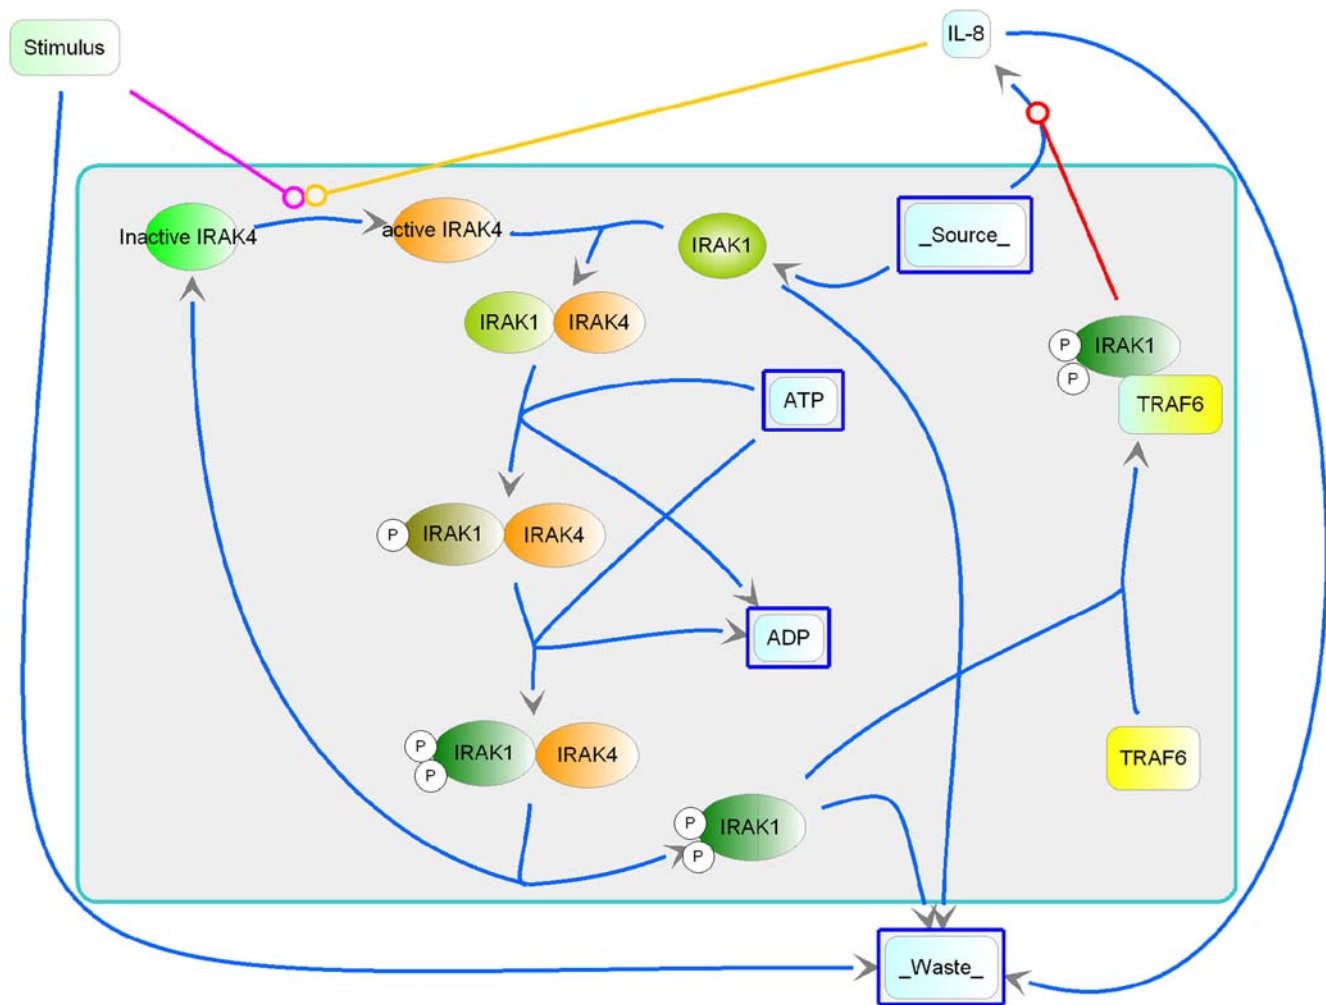 Stimulus
IL-8
Inactive IRAK4
active IRAK4
IRAK1
_Source_
IRAK1
IRAK4
P
IRAK1
P
TRAF6
ATP
P
IRAK1
IRAK4
ADP
P
P
IRAK1
IRAK4
TRAF6
P
P
IRAK1
_Waste_